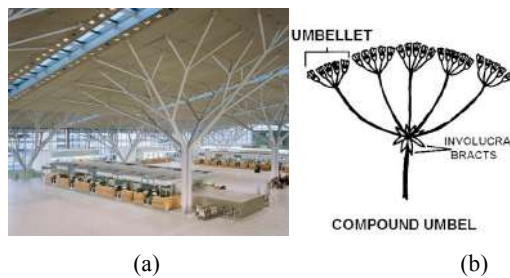 UMBELLET
INVOLUCRA
BRACTS
COMPOUND UMBEL
(a)
(b)